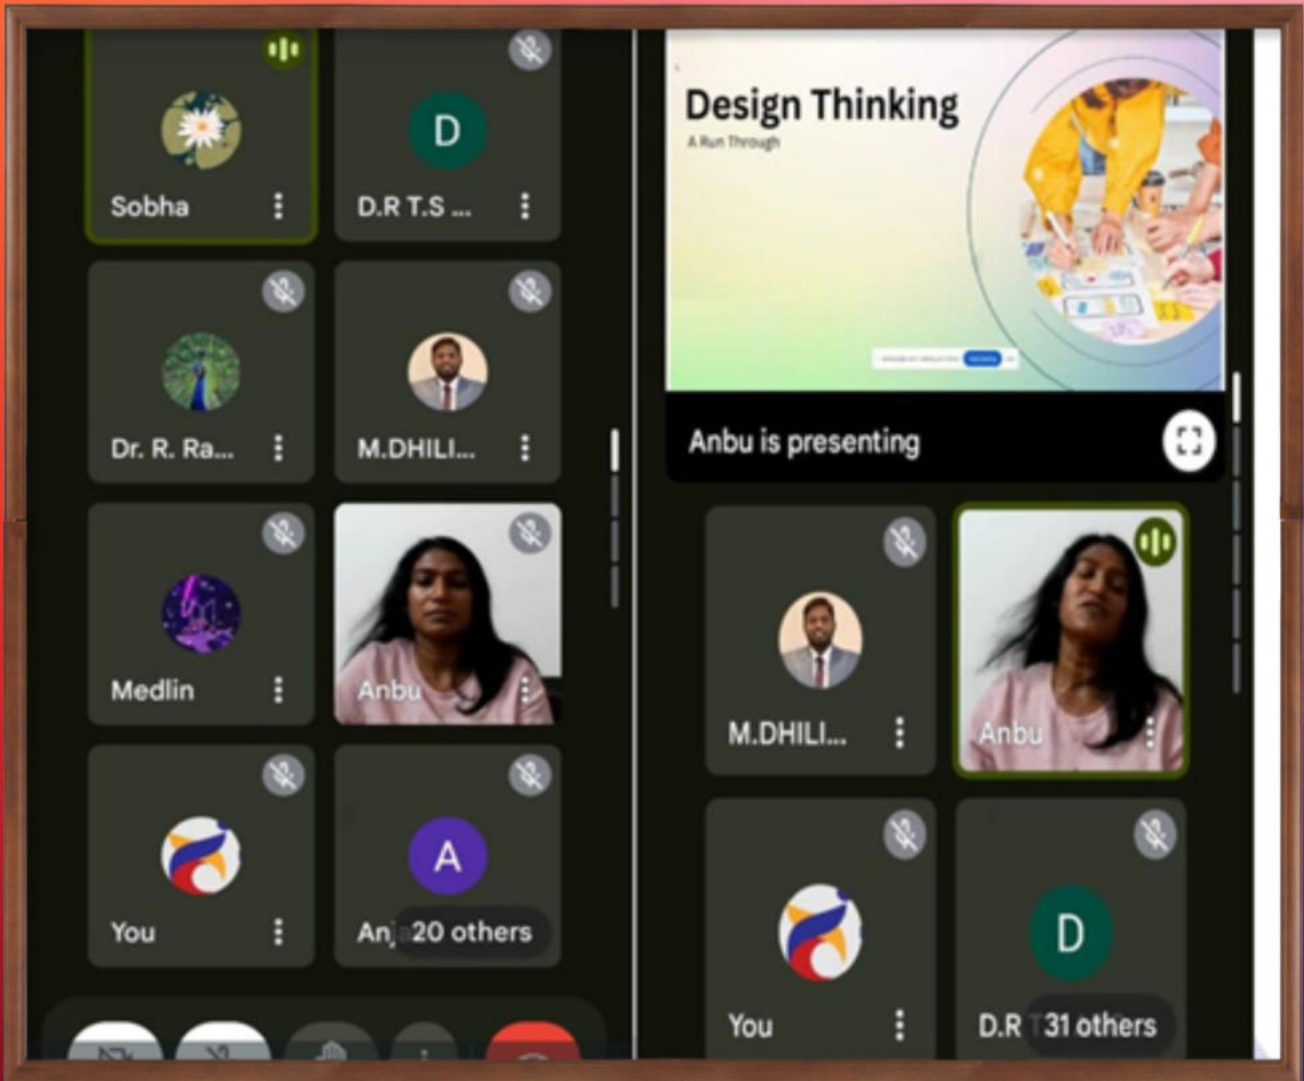 Sobha
D
D.R T.S ...
Dr. R. Ra...
M.DHILI...
Medlin
Anbu
You
A
Anj
20 others
Design Thinking
A Run Through
Anbu is presenting
M.DHILI...
Anbu
You
D
D.R
31 others